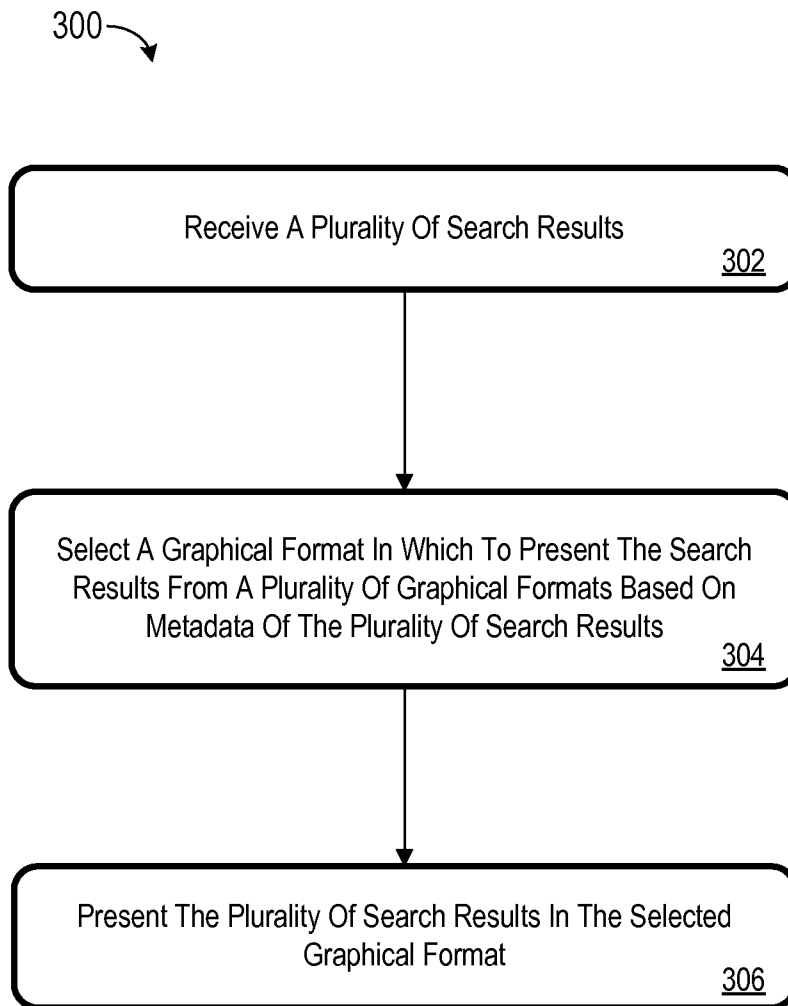 300
Receive A Plurality Of Search Results
302
Select A Graphical Format In Which To Present The Search
Results From A Plurality Of Graphical Formats Based On
Metadata Of The Plurality Of Search Results
304
Present The Plurality Of Search Results In The Selected
Graphical Format
306